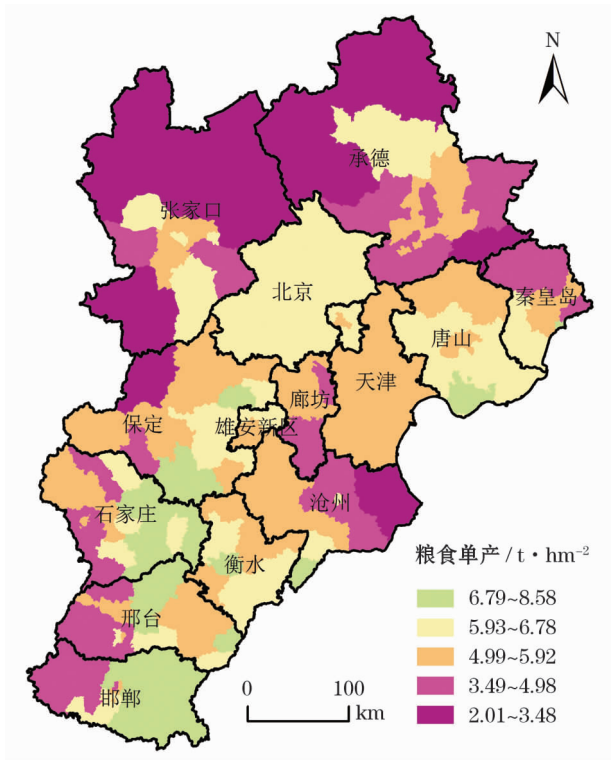 N
承德
张家口
北京
秦皇岛
唐山
天津
廊坊
保定
雄安新区
沧州
石家庄
衡水
邢台
邯郸
粮食单产/t·hm⁻²
6.79~8.58
5.93~6.78
4.99~5.92
3.49~4.98
2.01~3.48
0 100
km